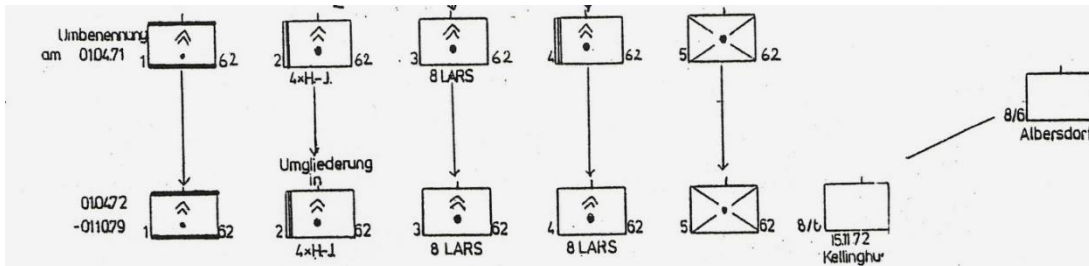 Umbenennung
am 01.04.71
1 62
2 62
4×H.-J.
3 62
8 LARS
4 62
5 62
8/6
Albersdorf
Umgliederung
in
01.04.72
-01.10.79
1 62
2 62
4×H-J
3 62
8 LARS
4 62
8 LARS
5 62
8/6
15.11.72
Kellinghu